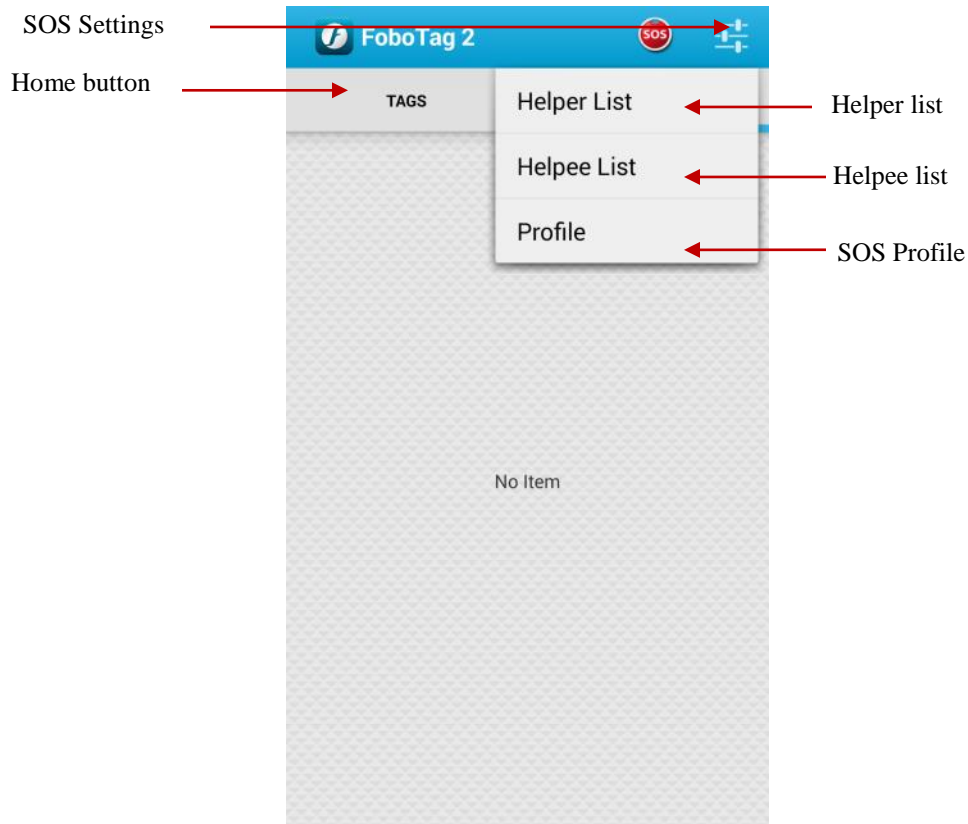 SOS Settings
FoboTag 2
SOS
Home button
TAGS
Helper List
Helper list
Helpee List
Helpee list
Profile
SOS Profile
No Item